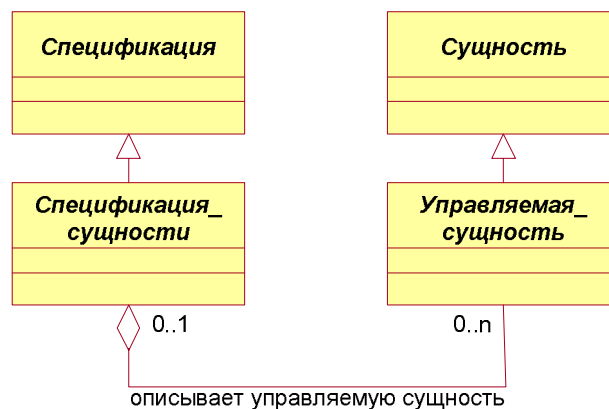 Спецификация
Сущность
Спецификация_
сущности
Управляемая_
сущность
0..1
0..n
описывает управляемую сущность